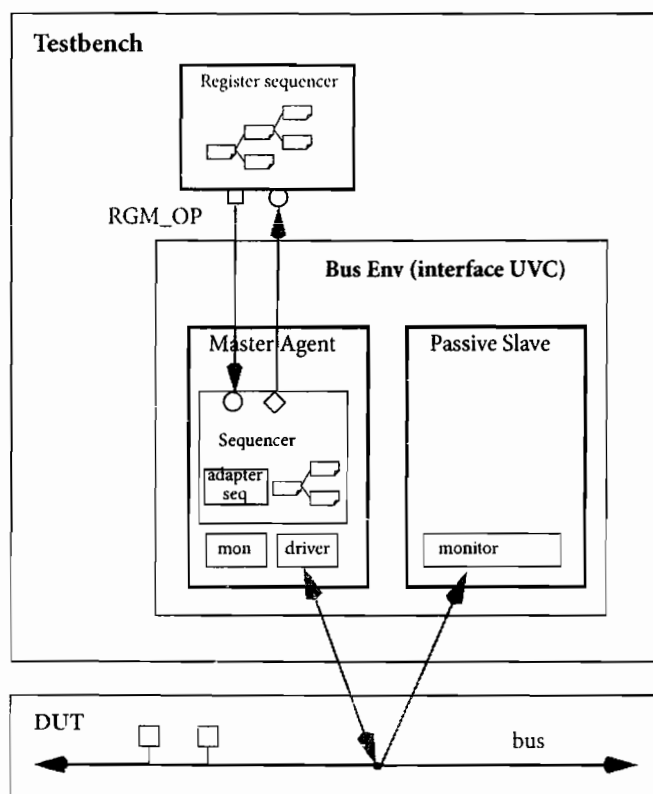 Testbench
Register sequencer
RGM_OP
Bus Env (interface UVC)
Master Agent
Passive Slave
Sequencer
adapter
seq
mon
driver
monitor
DUT
bus